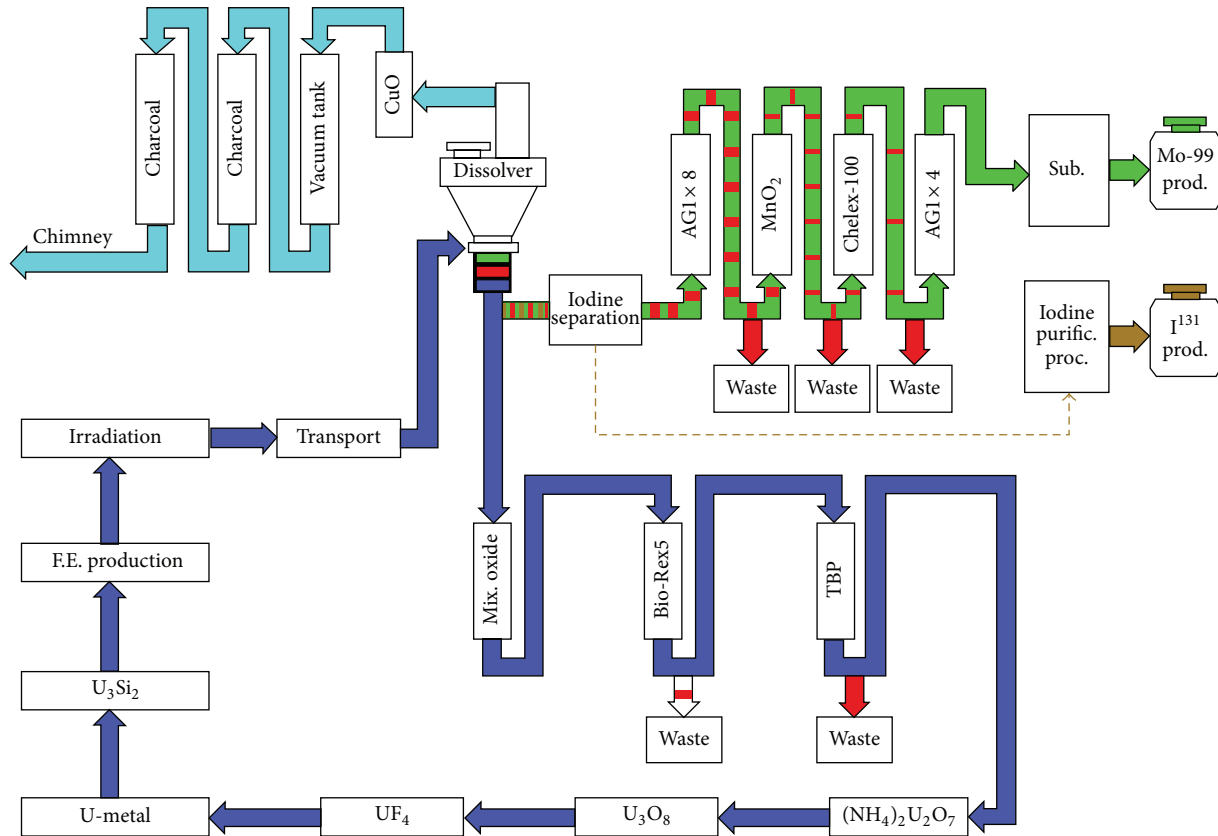 Charcoal
Charcoal
Vacuum tank
CuO
Chimney
Dissolver
AG1 × 8
MnO₂
Chelex-100
AG1 × 4
Sub.
Mo-99
prod.
Iodine
separation
Iodine
purific.
proc.
I¹³¹
prod.
Waste
Waste
Waste
Irradiation
Transport
F.E. production
Mix. oxide
Bio-Rex5
TBP
U₃Si₂
Waste
Waste
U-metal
UF₄
U₃O₈
(NH₄)₂U₂O₇